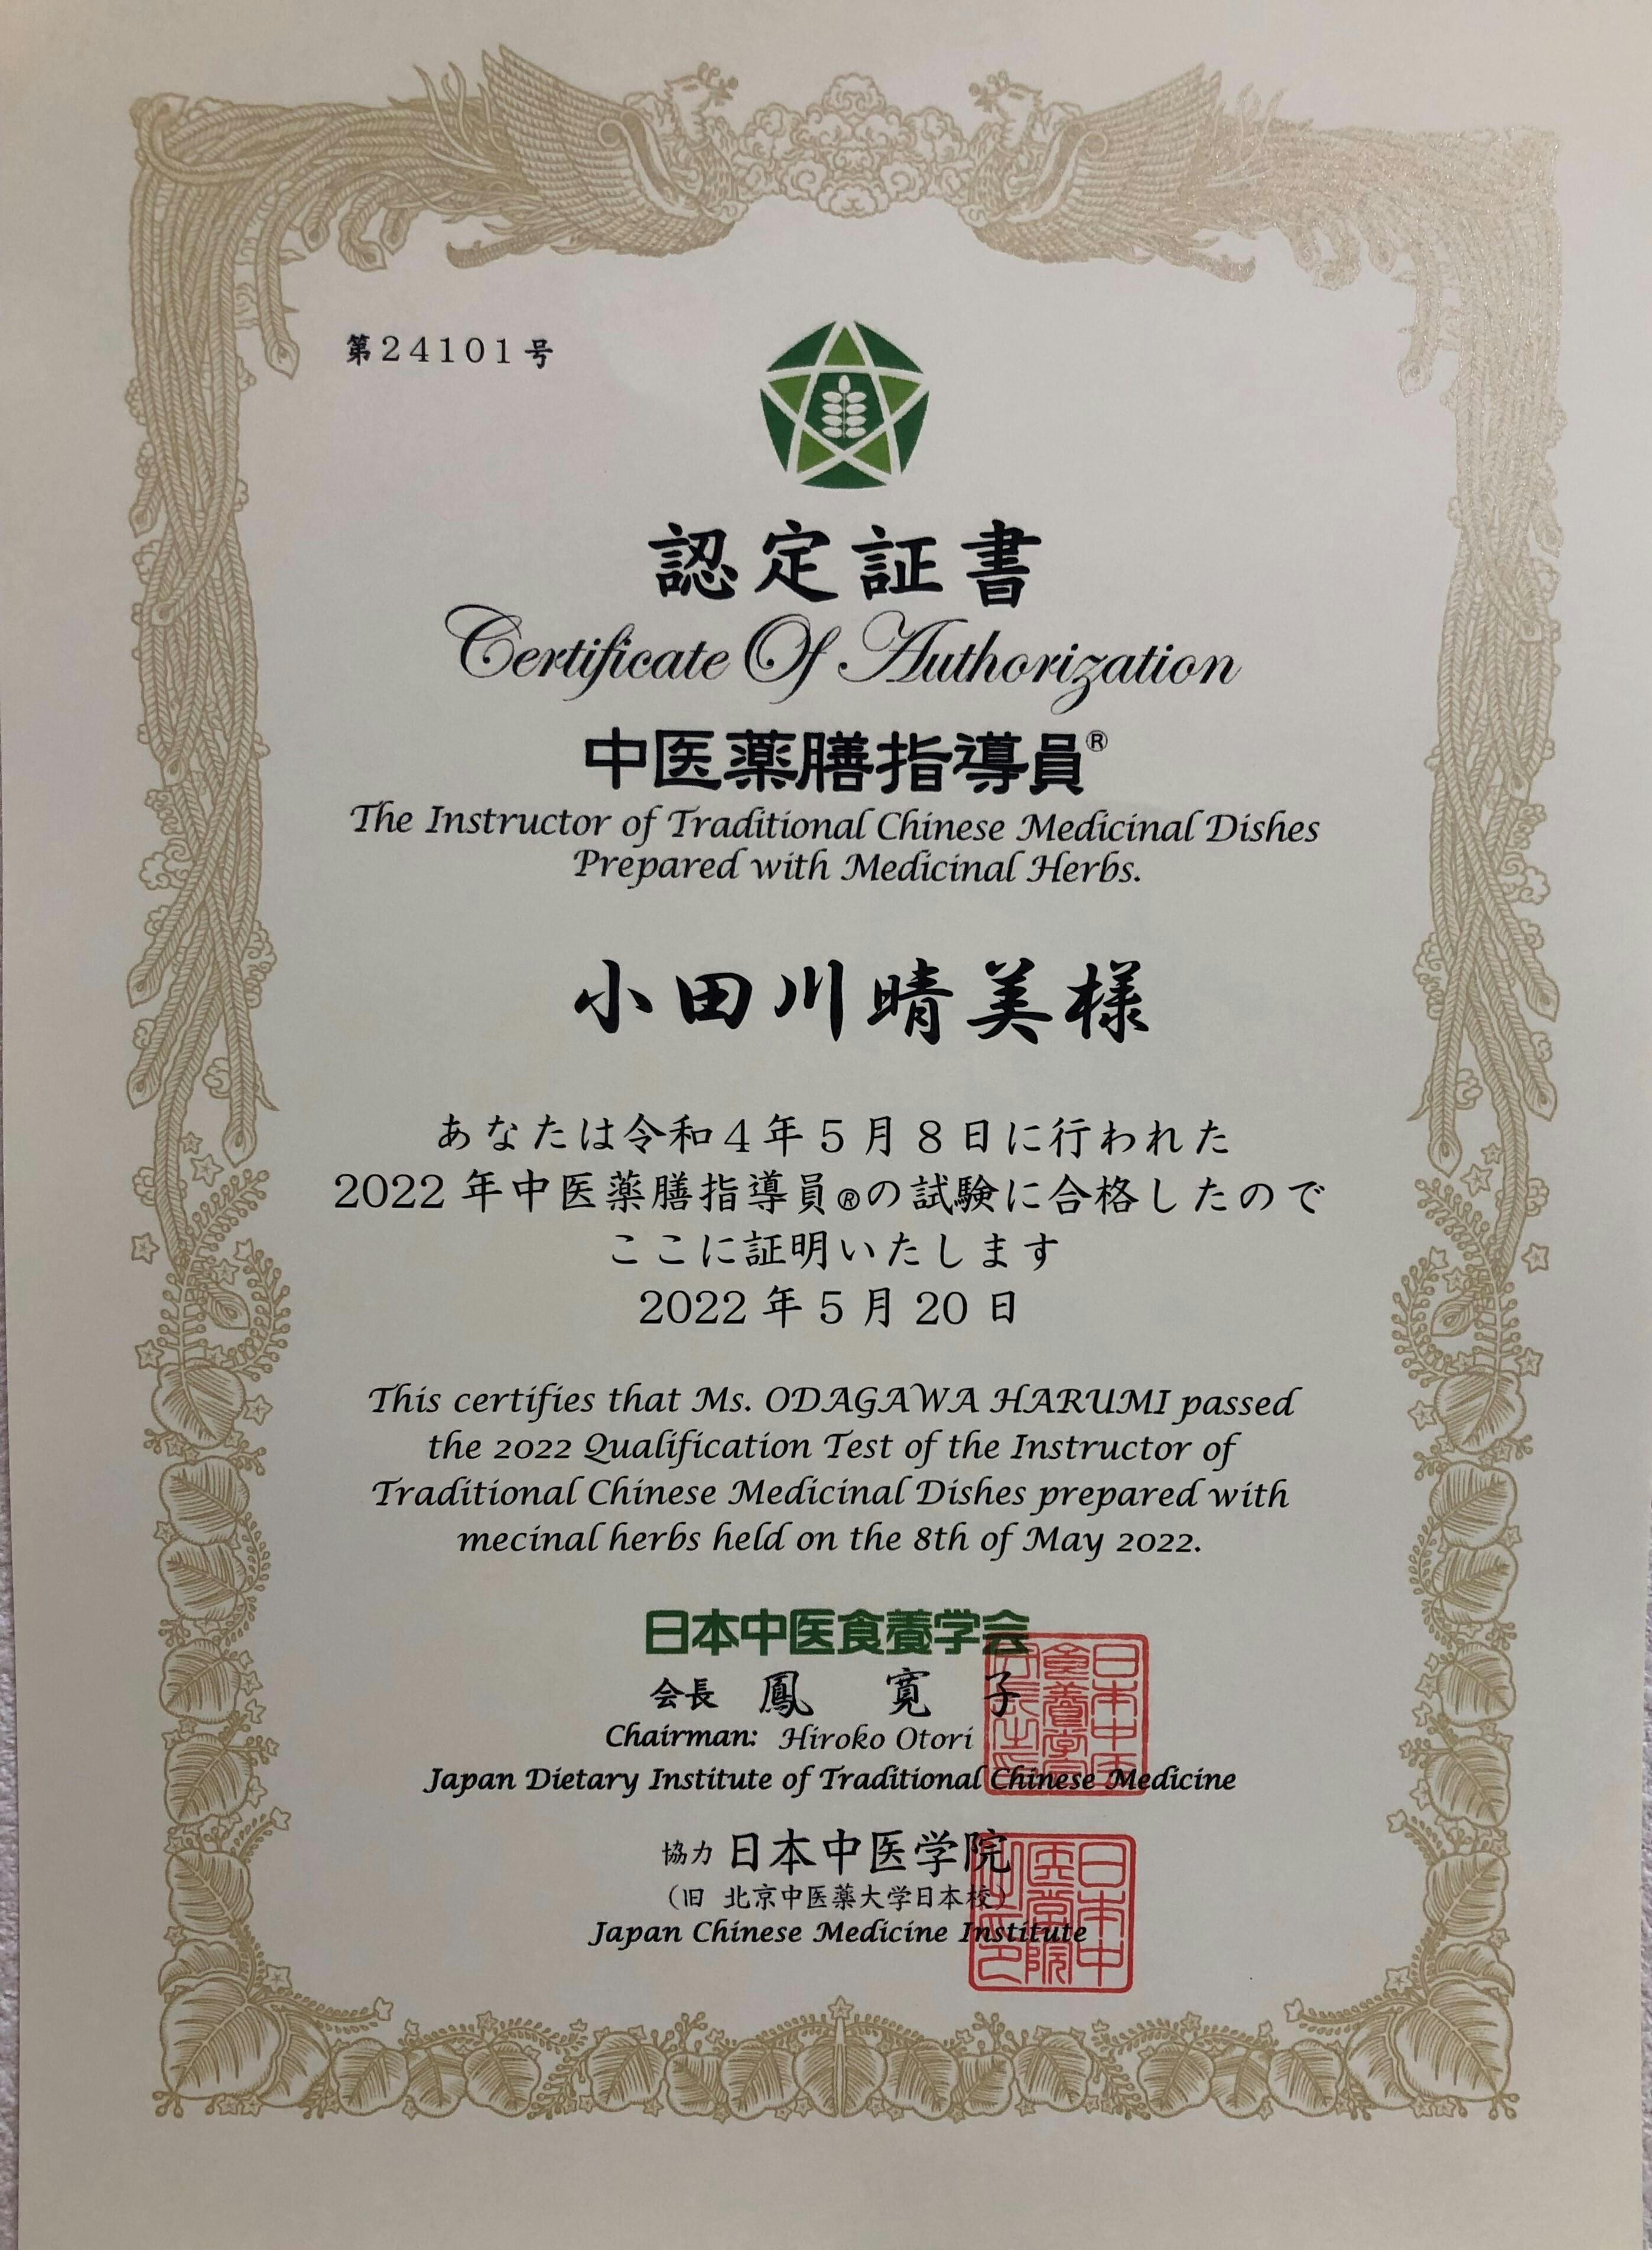 第24101号
認定証書
Certificate Of Authorization
中医薬膳指導員®
The Instructor of Traditional Chinese Medicinal Dishes
Prepared with Medicinal Herbs.
小田川晴美様
あなたは令和4年5月8日に行われた
2022年中医薬膳指導員®の試験に合格したので
ここに証明いたします
2022年5月20日
This certifies that Ms. ODAGAWA HARUMI passed
the 2022 Qualification Test of the Instructor of
Traditional Chinese Medicinal Dishes prepared with
mecinal herbs held on the 8th of May 2022.
日本中医食養学会
会長 鳳 寛 子
Chairman: Hiroko Otori
Japan Dietary Institute of Traditional Chinese Medicine
協力 日本中医学院
（旧 北京中医薬大学日本校）
Japan Chinese Medicine Institute